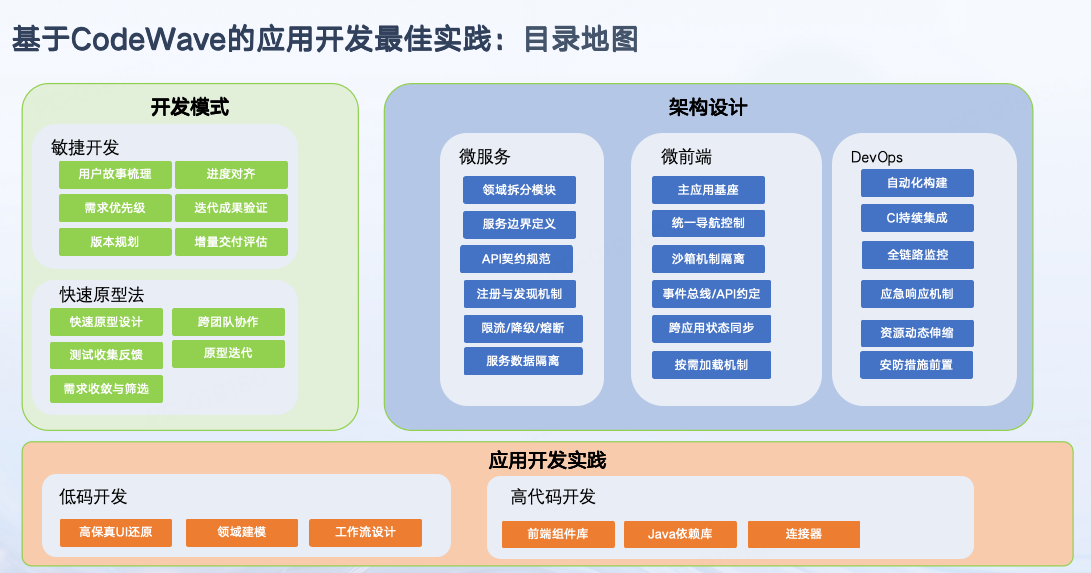 基于CodeWave的应用开发最佳实践：目录地图
开发模式
敏捷开发
用户故事梳理
进度对齐
需求优先级
迭代成果验证
版本规划
增量交付评估
快速原型法
快速原型设计
跨团队协作
测试收集反馈
原型迭代
需求收敛与筛选
架构设计
微服务
领域拆分模块
服务边界定义
API契约规范
注册与发现机制
限流/降级/熔断
服务数据隔离
微前端
主应用基座
统一导航控制
沙箱机制隔离
事件总线/API约定
跨应用状态同步
按需加载机制
DevOps
自动化构建
CI持续集成
全链路监控
应急响应机制
资源动态伸缩
安防措施前置
应用开发实践
低码开发
高保真UI还原
领域建模
工作流设计
高代码开发
前端组件库
Java依赖库
连接器